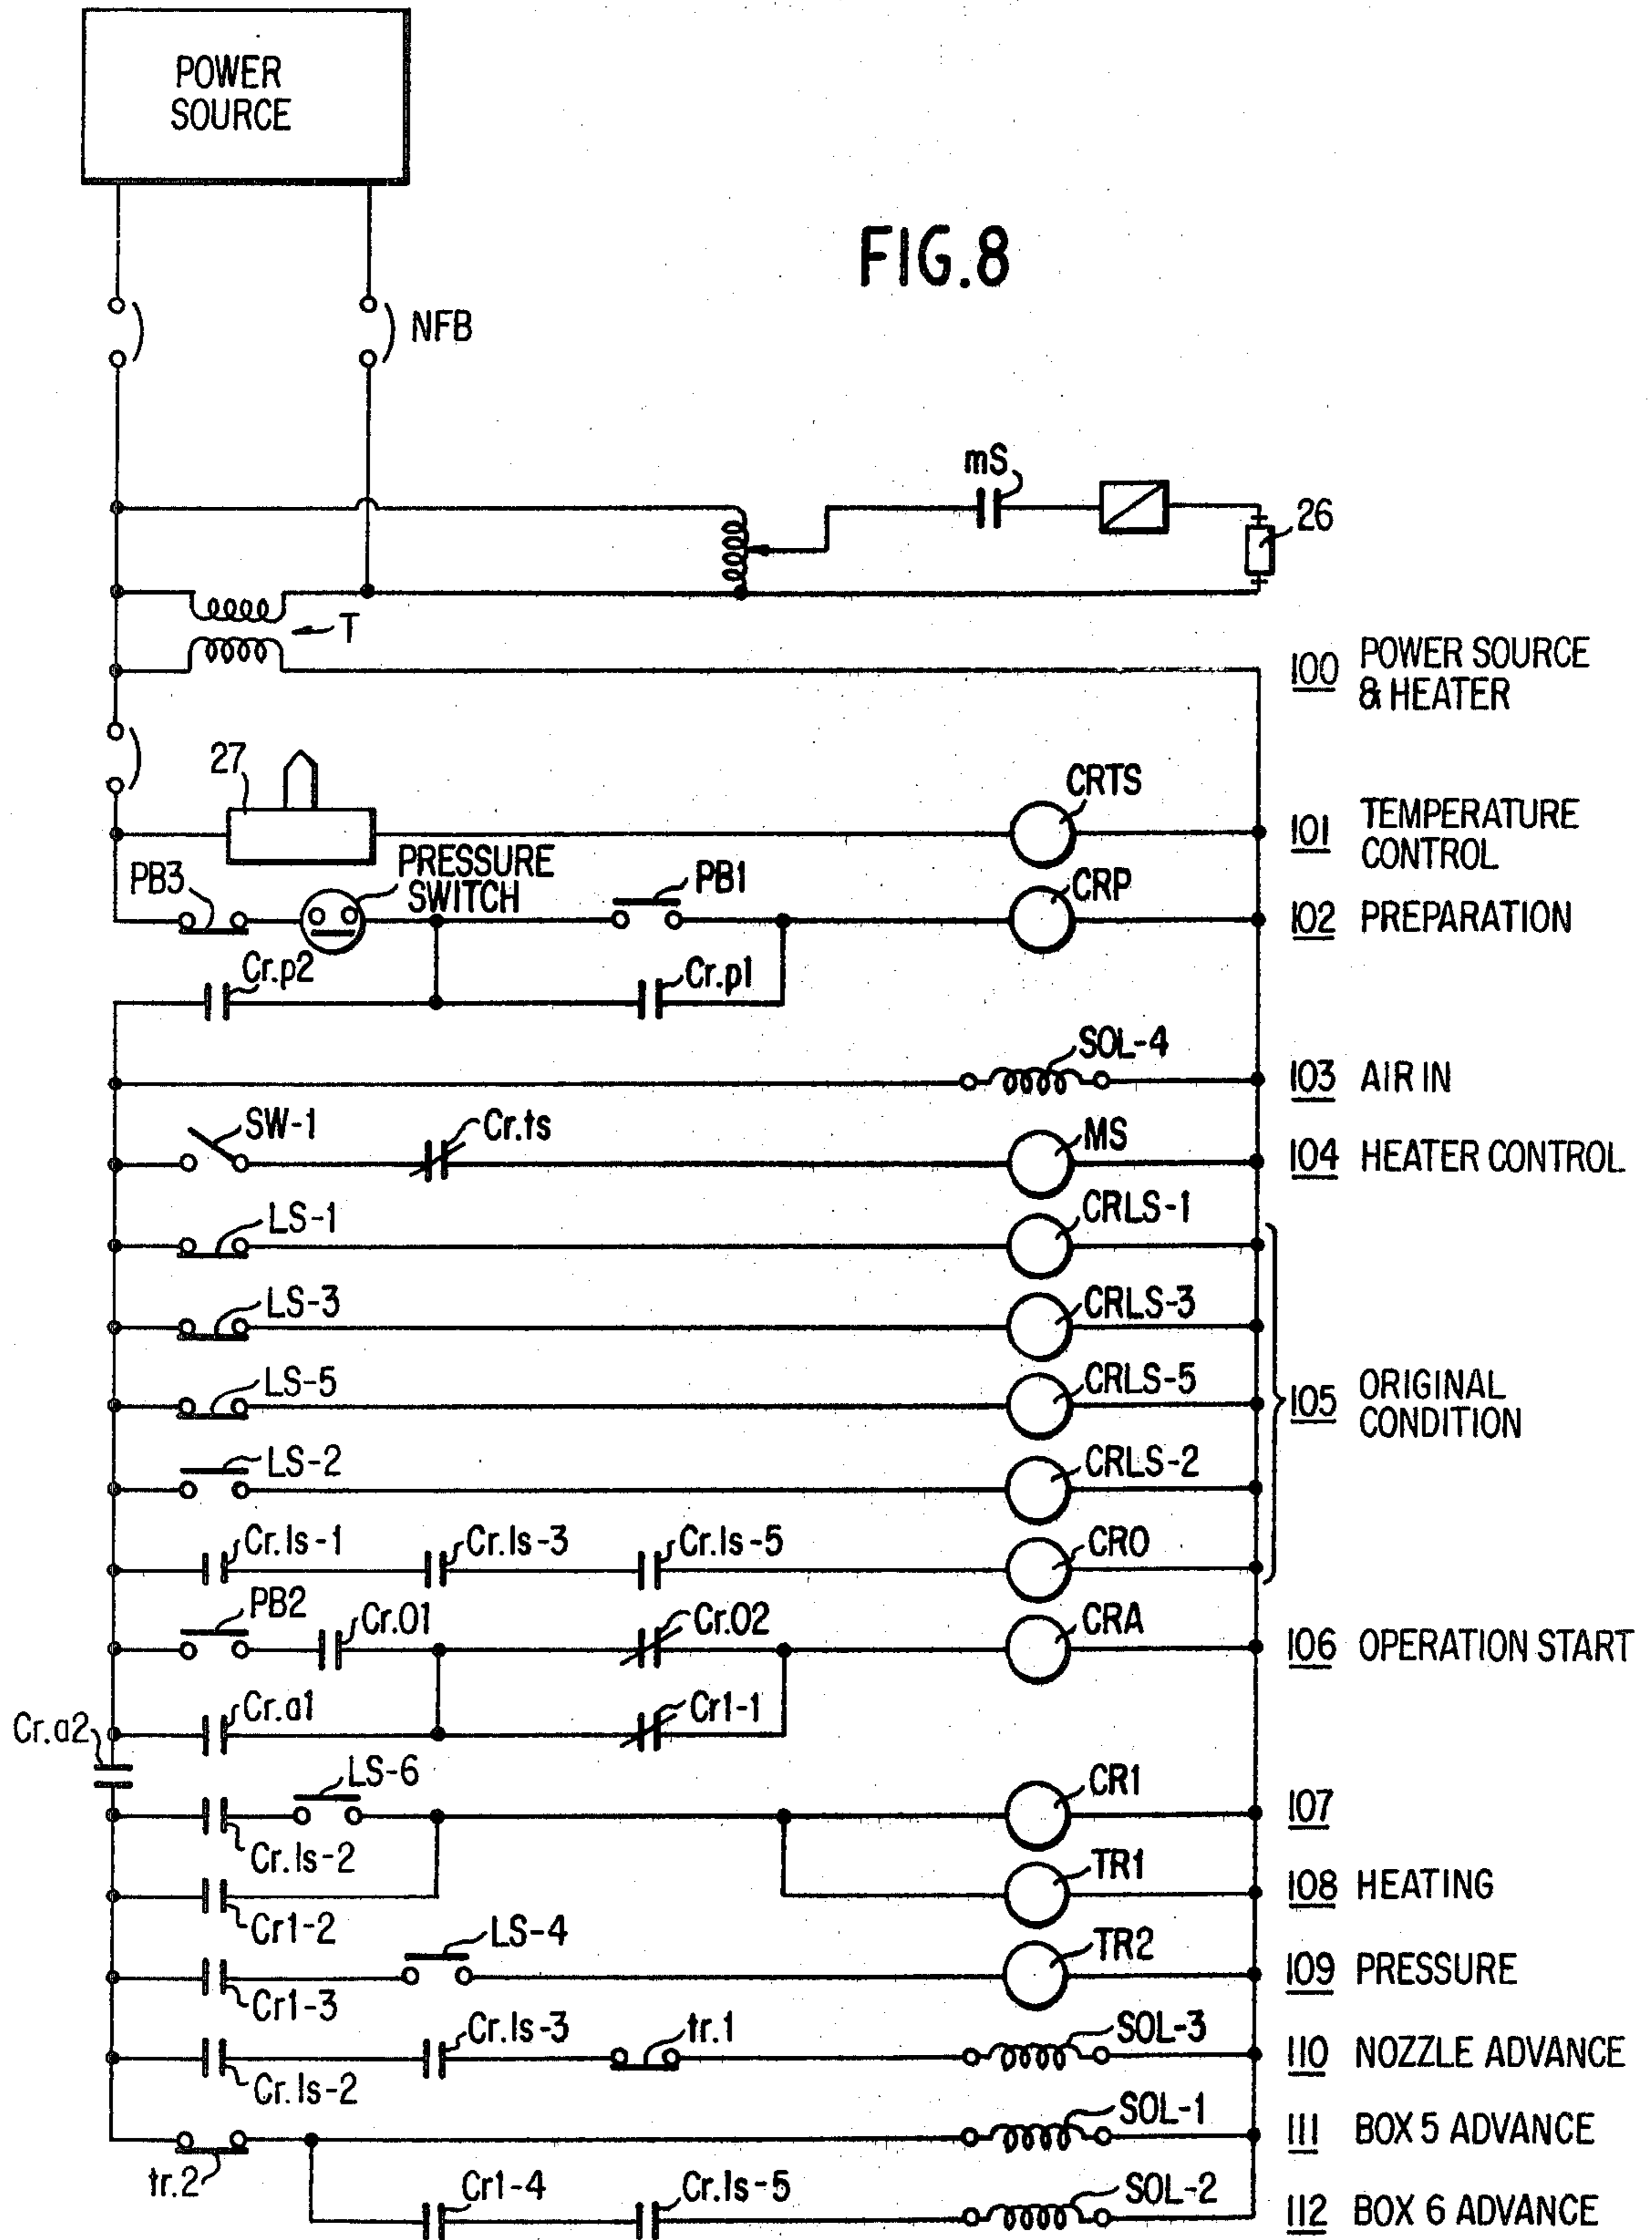 POWER
SOURCE
FIG.8
NFB
mS
26
T
100 POWER SOURCE
& HEATER
27
CRTS
101 TEMPERATURE
CONTROL
PB3
PRESSURE
SWITCH
PB1
CRP
102 PREPARATION
Cr.p2
Cr.p1
SOL-4
103 AIR IN
SW-1
Cr.ts
MS
104 HEATER CONTROL
LS-1
CRLS-1
LS-3
CRLS-3
LS-5
CRLS-5
105 ORIGINAL
CONDITION
LS-2
CRLS-2
Cr.ls-1
Cr.ls-3
Cr.ls-5
CRO
PB2
Cr.01
Cr.02
CRA
106 OPERATION START
Cr.a2
Cr.a1
Cr1-1
LS-6
CR1
107
Cr.ls-2
TR1
108 HEATING
Cr1-2
LS-4
TR2
109 PRESSURE
Cr1-3
Cr.ls-3
tr.1
SOL-3
110 NOZZLE ADVANCE
Cr.ls-2
SOL-1
111 BOX 5 ADVANCE
tr.2
Cr1-4
Cr.ls-5
SOL-2
112 BOX 6 ADVANCE